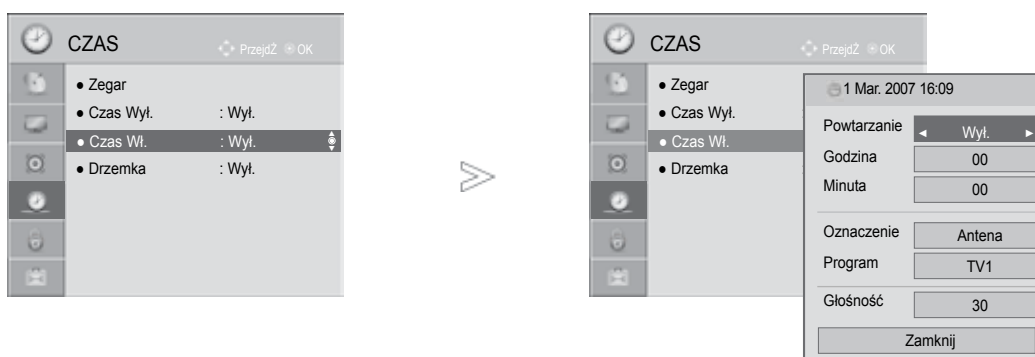 CZAS
PrzejdŹ OK
● Zegar
● Czas Wył. : Wył.
● Czas Wł. : Wył.
● Drzemka : Wył.
CZAS
PrzejdŹ OK
● Zegar
● Czas Wył. :
● Czas Wł.
● Drzemka :
1 Mar. 2007 16:09
Powtarzanie ◄ Wył. ►
Godzina 00
Minuta 00
Oznaczenie Antena
Program TV1
Głośność 30
Zamknij